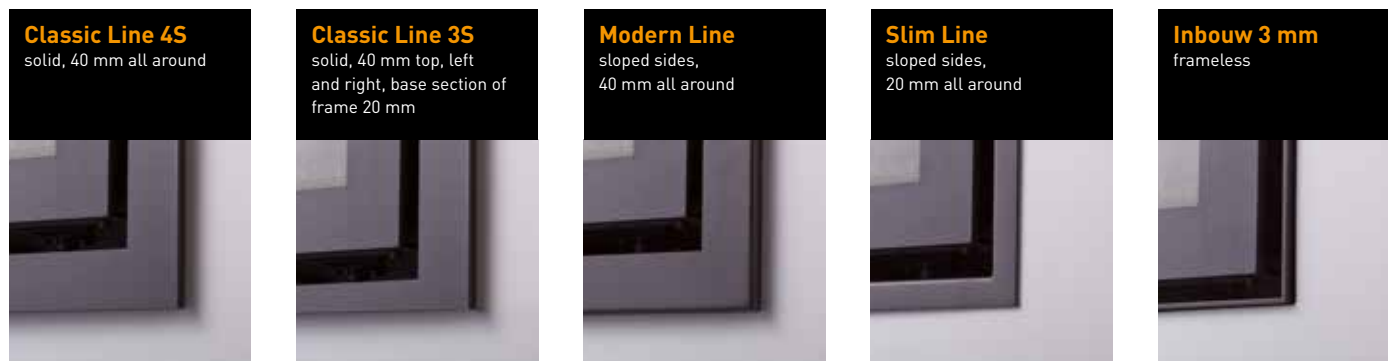 Classic Line 4S
solid, 40 mm all around
Classic Line 3S
solid, 40 mm top, left
and right, base section of
frame 20 mm
Modern Line
sloped sides,
40 mm all around
Slim Line
sloped sides,
20 mm all around
Inbouw 3 mm
frameless